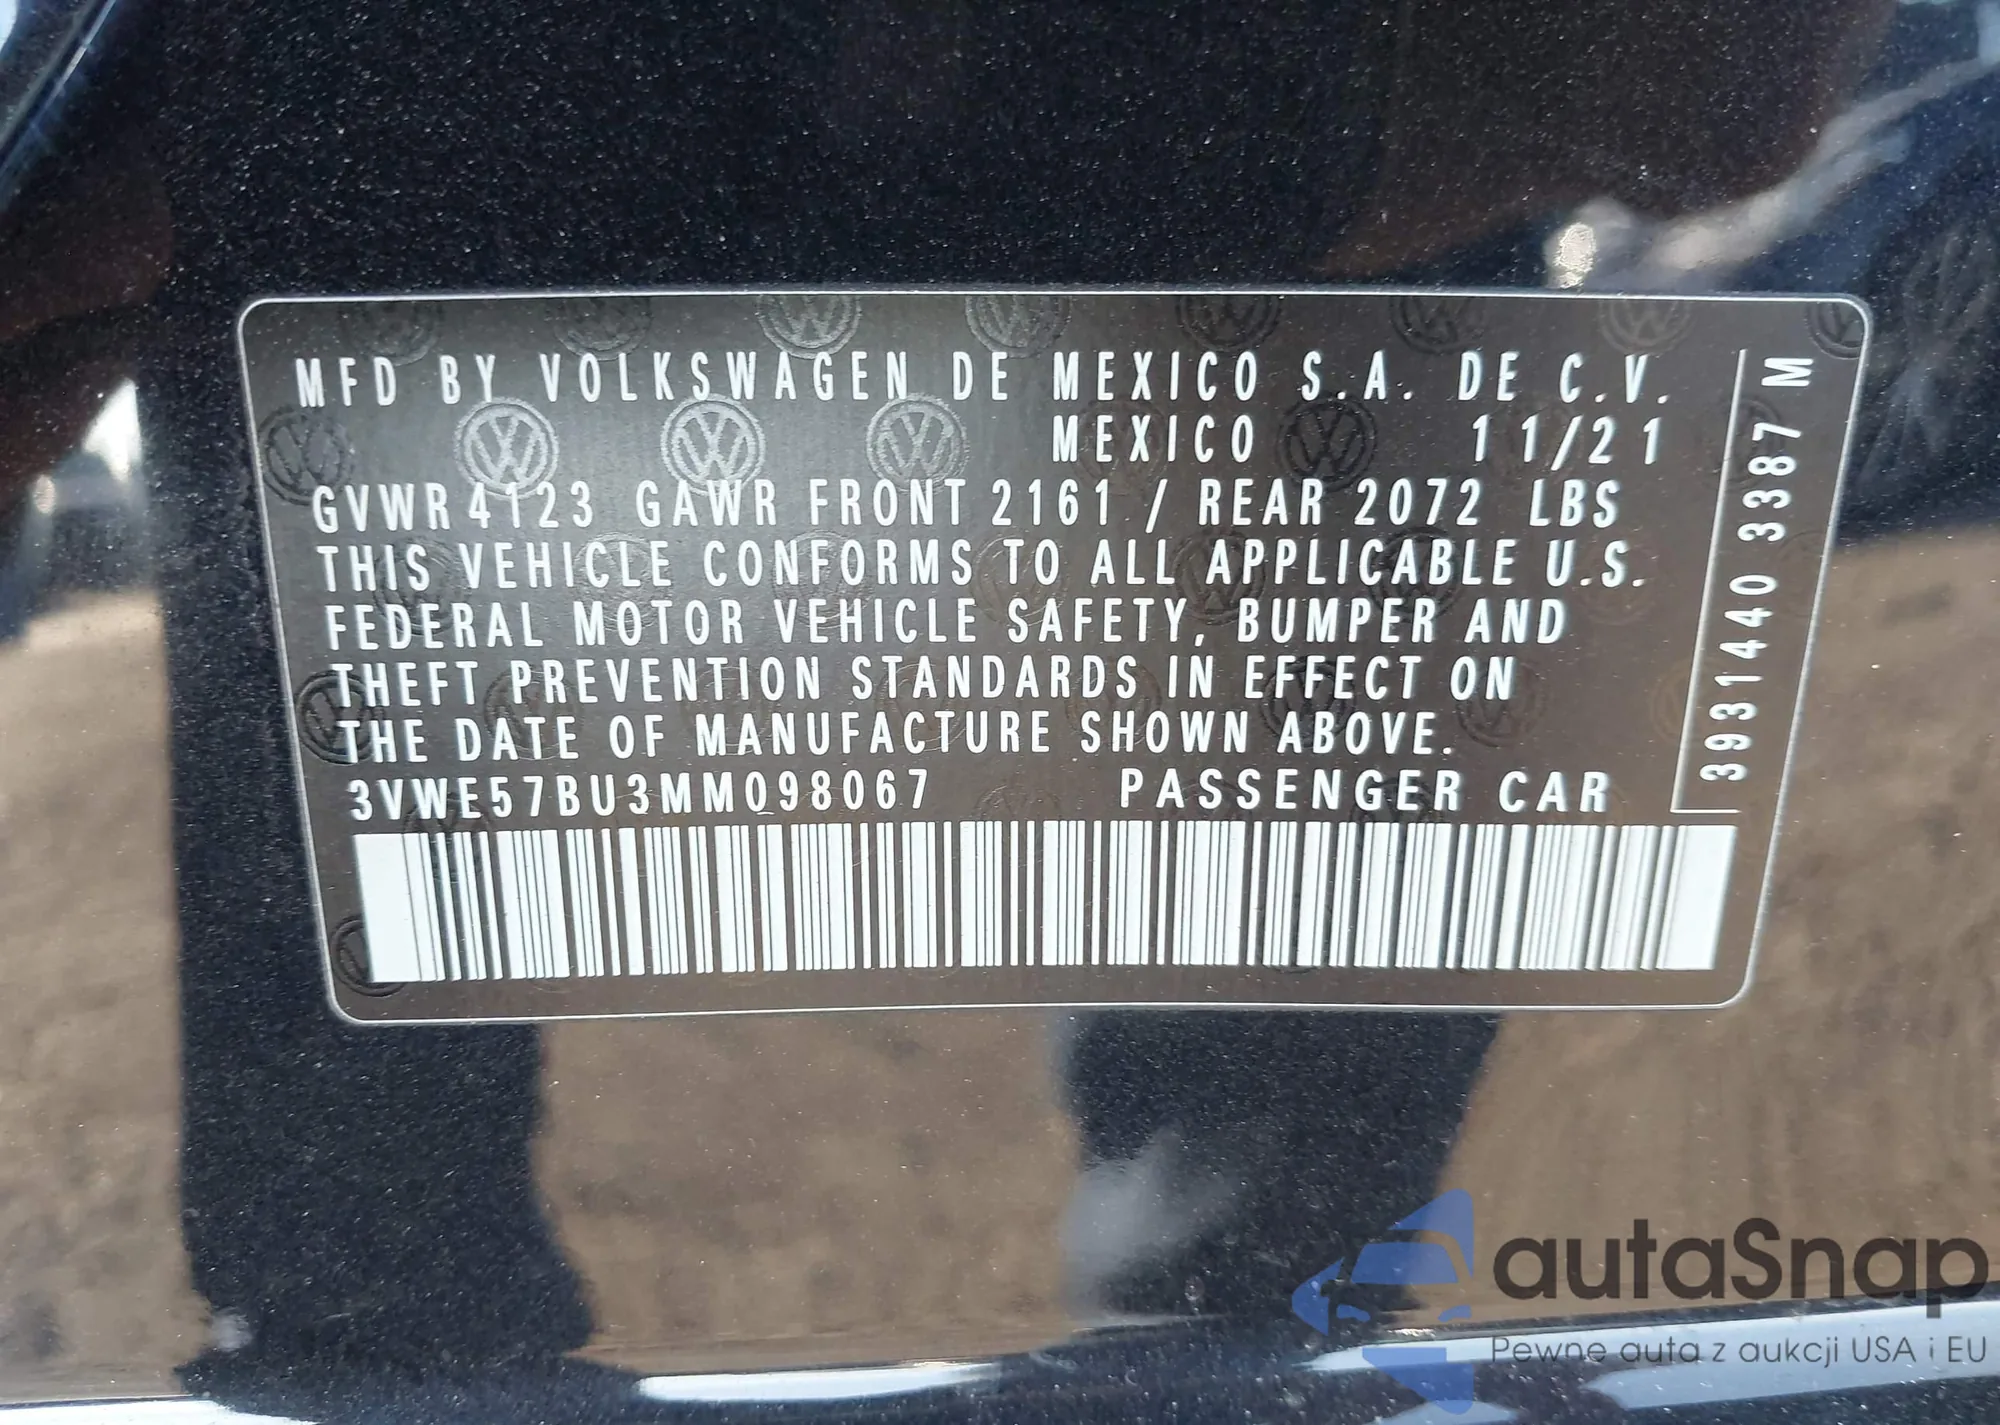 MFD BY VOLKSWAGEN DE MEXICO S.A. DE C.V.
MEXICO 11/21
GVWR 4123 GAWR FRONT 2161 / REAR 2072 LBS
THIS VEHICLE CONFORMS TO ALL APPLICABLE U.S.
FEDERAL MOTOR VEHICLE SAFETY, BUMPER AND
THEFT PREVENTION STANDARDS IN EFFECT ON
THE DATE OF MANUFACTURE SHOWN ABOVE.
3VWE57BU3MM098067 PASSENGER CAR
3931440 3387 M
autaSnap
Pewne auta z aukcji USA i EU